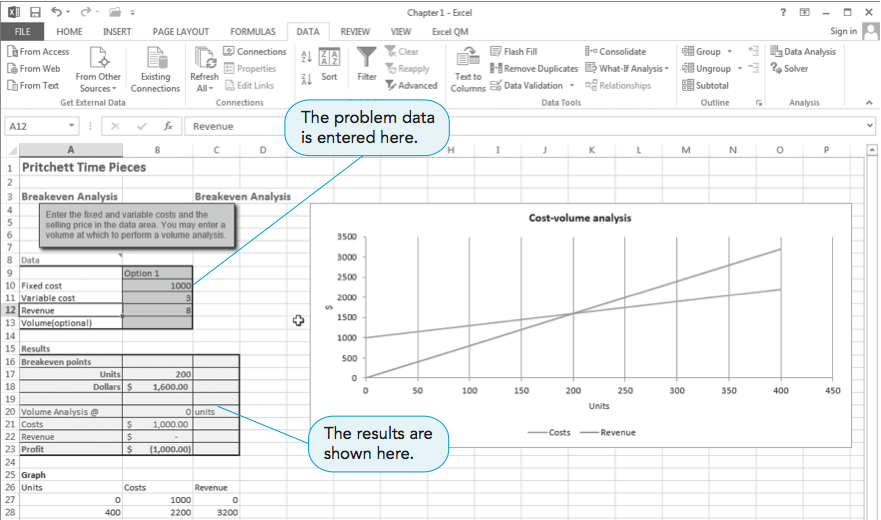 Chapter 1 - Excel
FILE HOME INSERT PAGE LAYOUT FORMULAS DATA REVIEW VIEW Excel QM Sign in
From Access
From Web
From Text
From Other Sources
Existing Connections
Get External Data
Refresh All
Connections
Properties
Edit Links
Connections
Sort
Filter
Clear
Reapply
Advanced
Text to Columns
Flash Fill
Remove Duplicates
Data Validation
Consolidate
What-If Analysis
Relationships
Data Tools
Group
Ungroup
Subtotal
Outline
Data Analysis
Solver
Analysis
A12 fx Revenue
The problem data
is entered here.
A B C D H I J K L M N O P
1 Pritchett Time Pieces
2
3 Breakeven Analysis Breakeven Analysis
4 Enter the fixed and variable costs and the
5 selling price in the data area. You may enter a
6 volume at which to perform a volume analysis.
7
8 Data
9 Option 1
10 Fixed cost 1000
11 Variable cost 3
12 Revenue 8
13 Volume(optional)
14
15 Results
16 Breakeven points
17 Units 200
18 Dollars $ 1,600.00
19
20 Volume Analysis @ 0 units
21 Costs $ 1,000.00
22 Revenue $ -
23 Profit $ (1,000.00)
24
25 Graph
26 Units Costs Revenue
27 0 1000 0
28 400 2200 3200
Cost-volume analysis
3500
3000
2500
2000
1500
1000
500
0
$
0 50 100 150 200 250 300 350 400 450
Units
Costs Revenue
The results are
shown here.